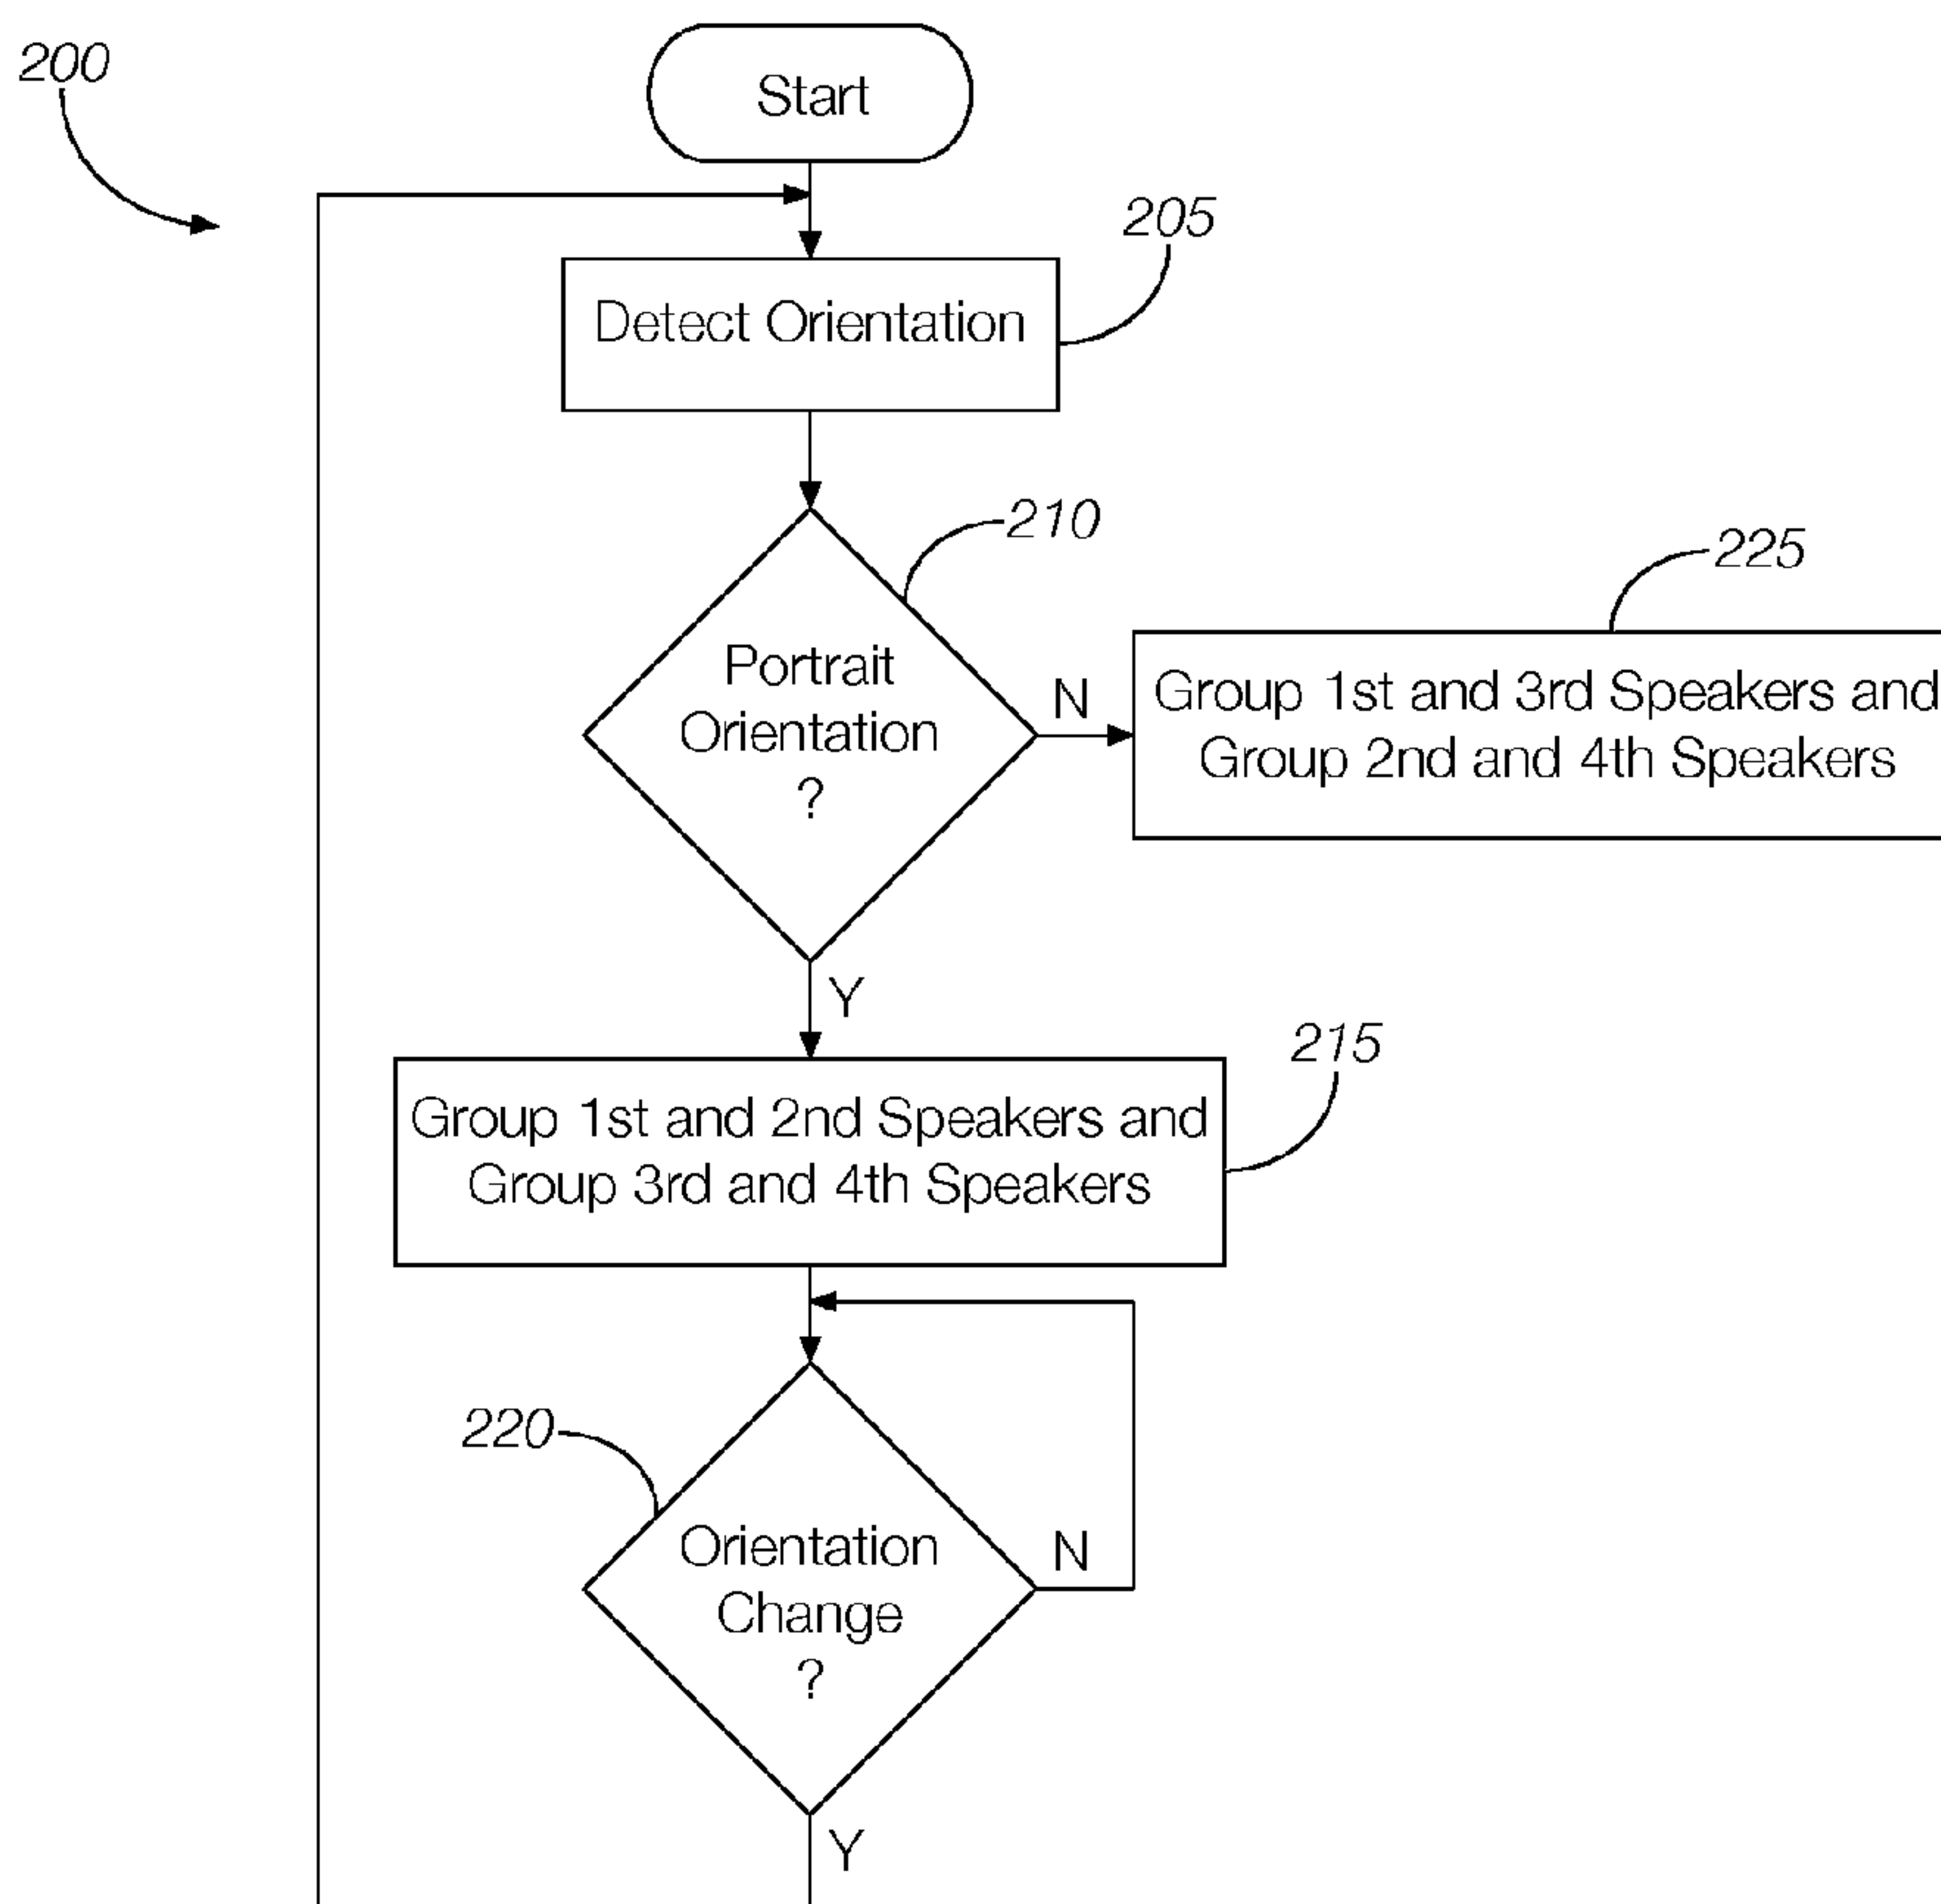 200
Start
205
Detect Orientation
210
225
Portrait
Orientation
?
N
Group 1st and 3rd Speakers and
Group 2nd and 4th Speakers
Y
215
Group 1st and 2nd Speakers and
Group 3rd and 4th Speakers
220
Orientation
Change
?
N
Y